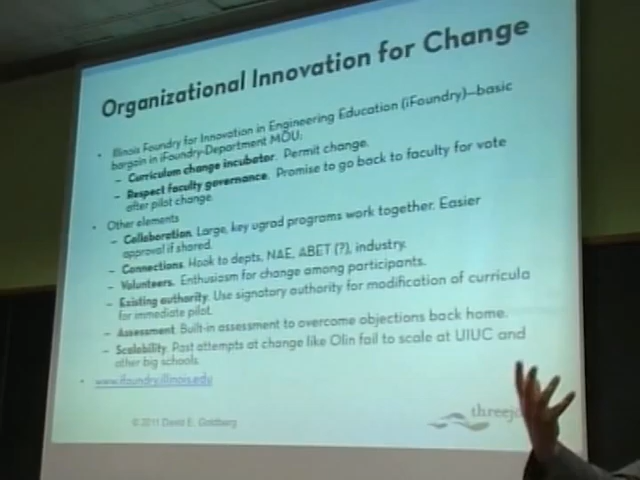 Organizational Innovation for Change
• Illinois Foundry for Innovation in Engineering Education (iFoundry)—basic
bargain in iFoundry-Department MOU:
– Curriculum change incubator. Permit change.
– Respect faculty governance. Promise to go back to faculty for vote
after pilot change.
• Other elements
– Collaboration. Large, key ugrad programs work together. Easier
approval if shared.
– Connections. Hook to depts, NAE, ABET (?), industry.
– Volunteers. Enthusiasm for change among participants.
– Existing authority. Use signatory authority for modification of curricula
for immediate pilot.
– Assessment. Built-in assessment to overcome objections back home.
– Scalability. Past attempts at change like Olin fail to scale at UIUC and
other big schools.
• www.ifoundry.illinois.edu
© 2011 David E. Goldberg